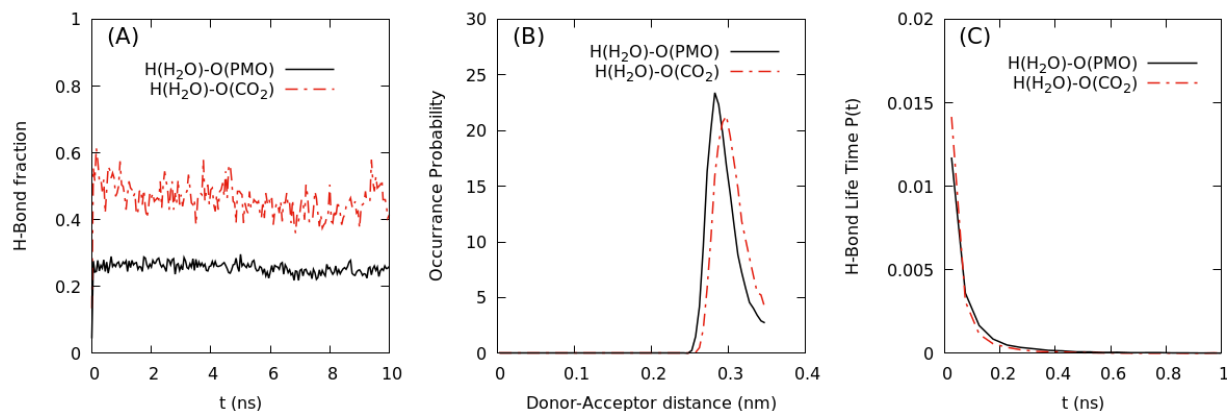 (A)
H(H₂O)-O(PMO)
H(H₂O)-O(CO₂)
H-Bond fraction
1
0.8
0.6
0.4
0.2
0
0 2 4 6 8 10
t (ns)
(B)
H(H₂O)-O(PMO)
H(H₂O)-O(CO₂)
Occurrance Probability
30
25
20
15
10
5
0
0 0.1 0.2 0.3 0.4
Donor-Acceptor distance (nm)
(C)
H(H₂O)-O(PMO)
H(H₂O)-O(CO₂)
H-Bond Life Time P(t)
0.02
0.015
0.01
0.005
0
0 0.2 0.4 0.6 0.8 1
t (ns)